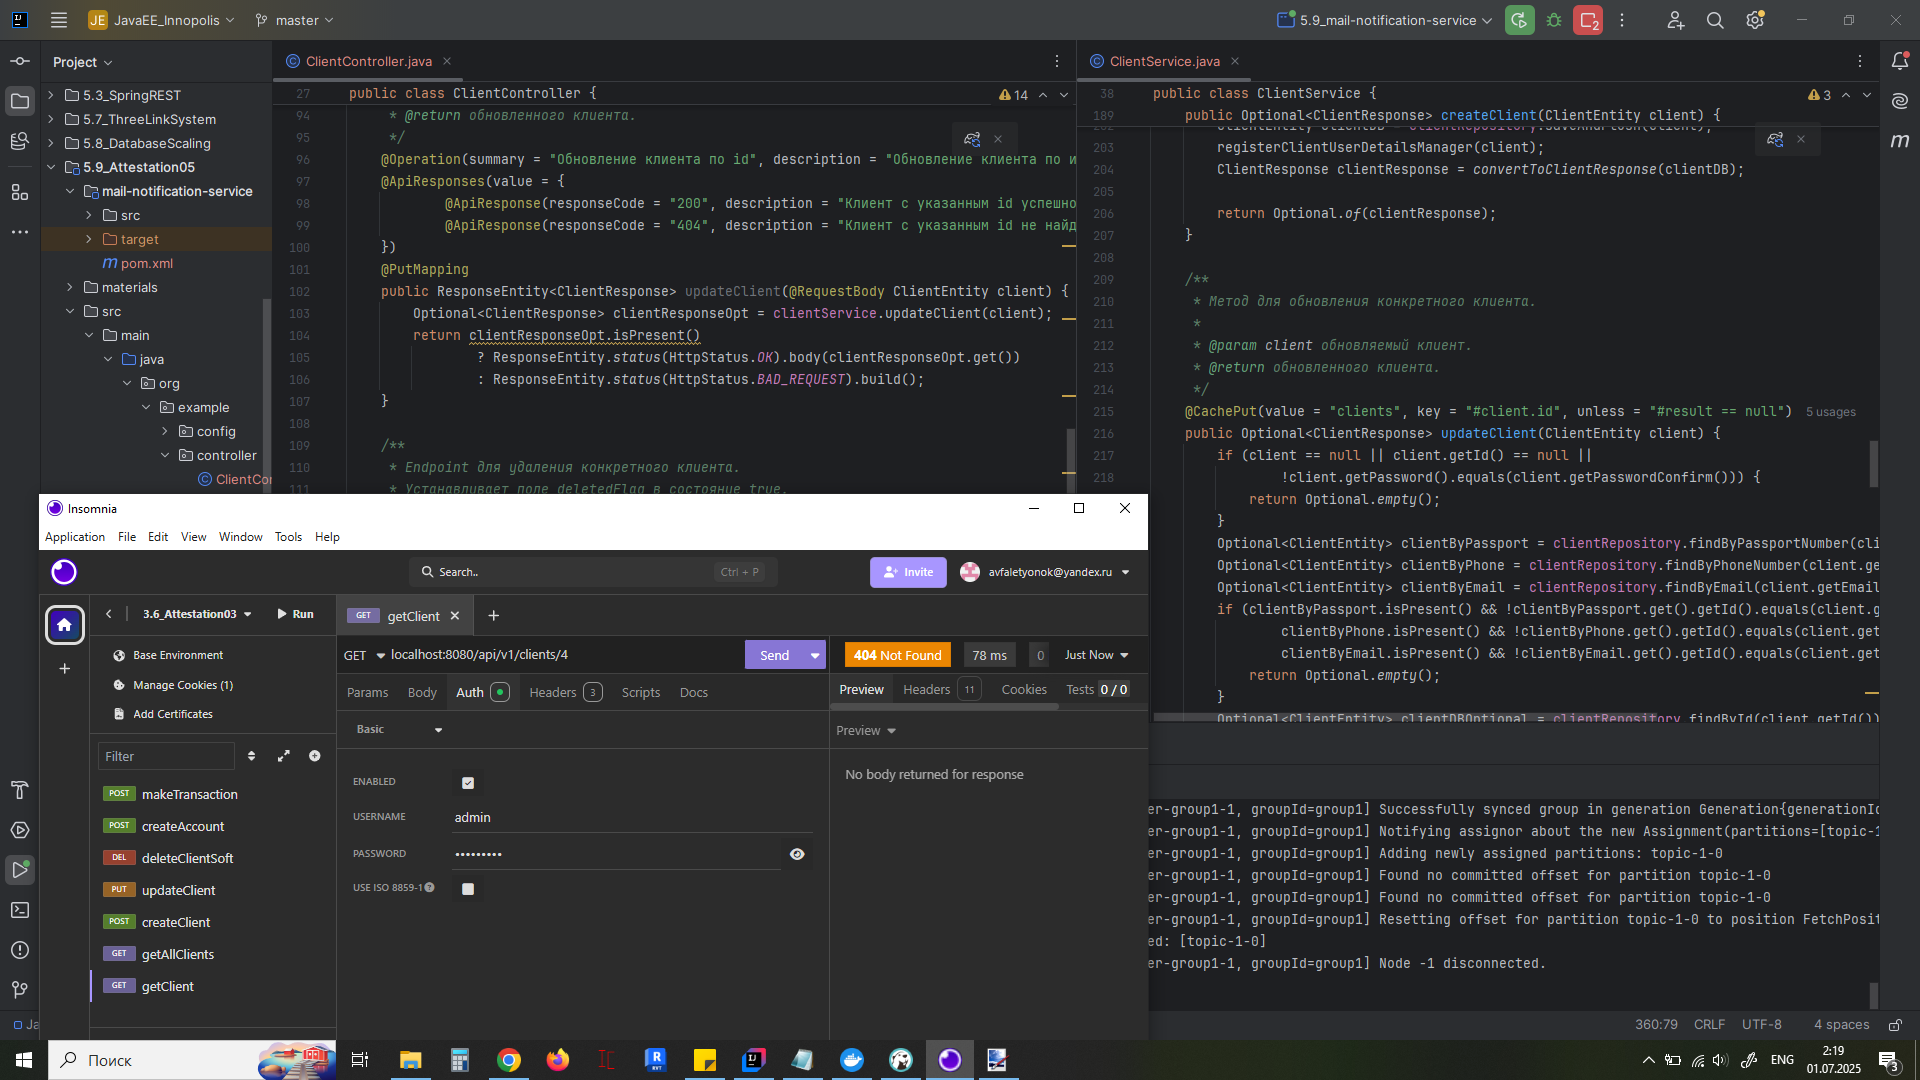 JE JavaEE_Innopolis master
5.9_mail-notification-service
Project
5.3_SpringREST
5.7_ThreeLinkSystem
5.8_DatabaseScaling
5.9_Attestation05
mail-notification-service
src
target
pom.xml
materials
src
main
java
org
example
config
controller
ClientCor
ClientController.java
27 public class ClientController {
14
94 * @return обновленного клиента.
95 */
96 @Operation(summary = "Обновление клиента по id", description = "Обновление клиента по и
97 @ApiResponses(value = {
98 @ApiResponse(responseCode = "200", description = "Клиент с указанным id успешно
99 @ApiResponse(responseCode = "404", description = "Клиент с указанным id не найд
100 })
101 @PutMapping
102 public ResponseEntity<ClientResponse> updateClient(@RequestBody ClientEntity client) {
103 Optional<ClientResponse> clientResponseOpt = clientService.updateClient(client);
104 return clientResponseOpt.isPresent()
105 ? ResponseEntity.status(HttpStatus.OK).body(clientResponseOpt.get())
106 : ResponseEntity.status(HttpStatus.BAD_REQUEST).build();
107 }
108
109 /**
110 * Endpoint для удаления конкретного клиента.
111 * Устанавливает поле deletedFlag в состояние true.
ClientService.java
38 public class ClientService {
3
189 public Optional<ClientResponse> createClient(ClientEntity client) {
203 registerClientUserDetailsManager(client);
204 ClientResponse clientResponse = convertToClientResponse(clientDB);
205
206 return Optional.of(clientResponse);
207 }
208
209 /**
210 * Метод для обновления конкретного клиента.
211 *
212 * @param client обновляемый клиент.
213 * @return обновленного клиента.
214 */
215 @CachePut(value = "clients", key = "#client.id", unless = "#result == null") 5 usages
216 public Optional<ClientResponse> updateClient(ClientEntity client) {
217 if (client == null || client.getId() == null ||
218 !client.getPassword().equals(client.getPasswordConfirm())) {
return Optional.empty();
}
Optional<ClientEntity> clientByPassport = clientRepository.findByPassportNumber(cli
Optional<ClientEntity> clientByPhone = clientRepository.findByPhoneNumber(client.ge
Optional<ClientEntity> clientByEmail = clientRepository.findByEmail(client.getEmail
if (clientByPassport.isPresent() && !clientByPassport.get().getId().equals(client.g
clientByPhone.isPresent() && !clientByPhone.get().getId().equals(client.get
clientByEmail.isPresent() && !clientByEmail.get().getId().equals(client.get
return Optional.empty();
}
Optional<ClientEntity> clientDBOptional = clientRepository.findById(client.getId())
Insomnia
Application File Edit View Window Tools Help
Search.. Ctrl + P
Invite
avfaletyonok@yandex.ru
3.6_Attestation03 Run
GET getClient
Base Environment
Manage Cookies (1)
Add Certificates
Filter
POST makeTransaction
POST createAccount
DEL deleteClientSoft
PUT updateClient
POST createClient
GET getAllClients
GET getClient
GET localhost:8080/api/v1/clients/4 Send
404 Not Found 78 ms 0 Just Now
Params Body Auth Headers 3 Scripts Docs
Preview Headers 11 Cookies Tests 0 / 0
Basic
Preview
ENABLED
USERNAME admin
PASSWORD •••••••••
USE ISO 8859-1
No body returned for response
er-group1-1, groupId=group1] Successfully synced group in generation Generation{generationId
er-group1-1, groupId=group1] Notifying assignor about the new Assignment(partitions=[topic-1
er-group1-1, groupId=group1] Adding newly assigned partitions: topic-1-0
er-group1-1, groupId=group1] Found no committed offset for partition topic-1-0
er-group1-1, groupId=group1] Found no committed offset for partition topic-1-0
er-group1-1, groupId=group1] Resetting offset for partition topic-1-0 to position FetchPosit
ed: [topic-1-0]
er-group1-1, groupId=group1] Node -1 disconnected.
Ja
360:79 CRLF UTF-8 4 spaces
Поиск
ENG
2:19
01.07.2025
3